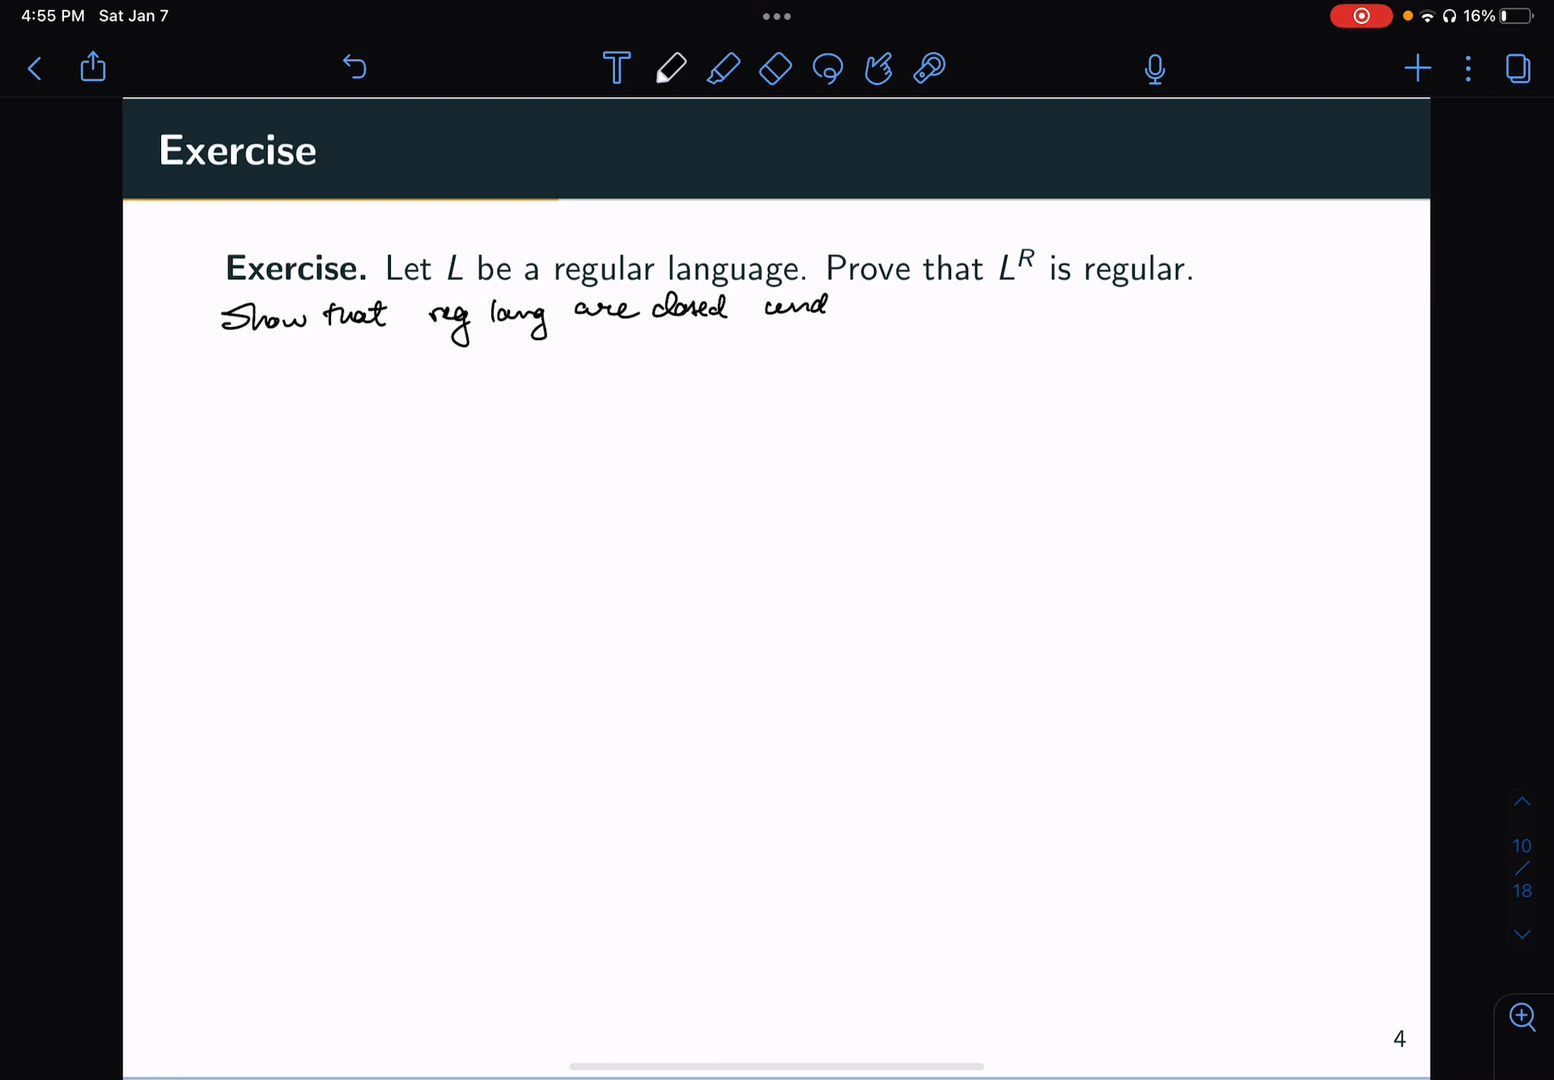 4:55 PM Sat Jan 7
16%
Exercise
Exercise. Let L be a regular language. Prove that L^R is regular.
Show that reg lang are closed und
10
/
18
4